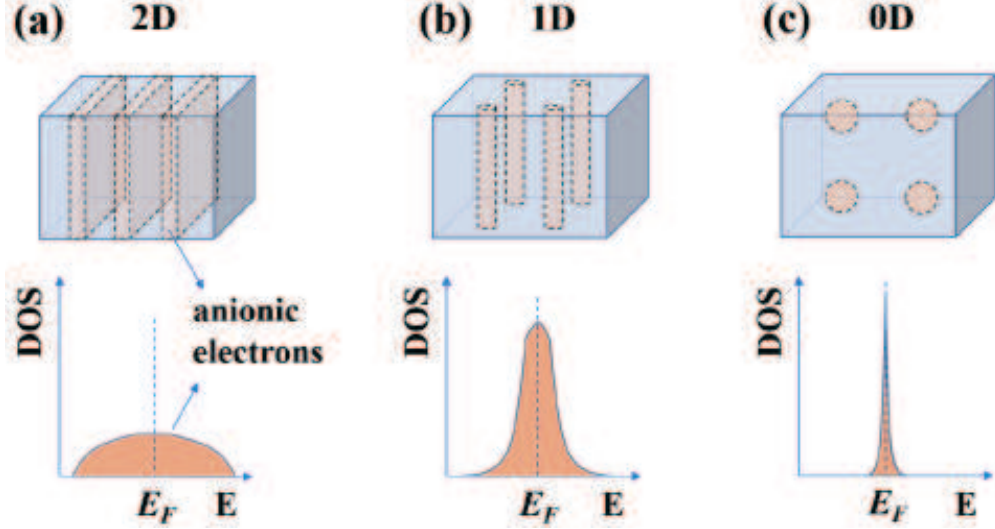 (a) 2D
(b) 1D
(c) 0D
DOS
anionic
electrons
E_F E
DOS
E_F E
DOS
E_F E